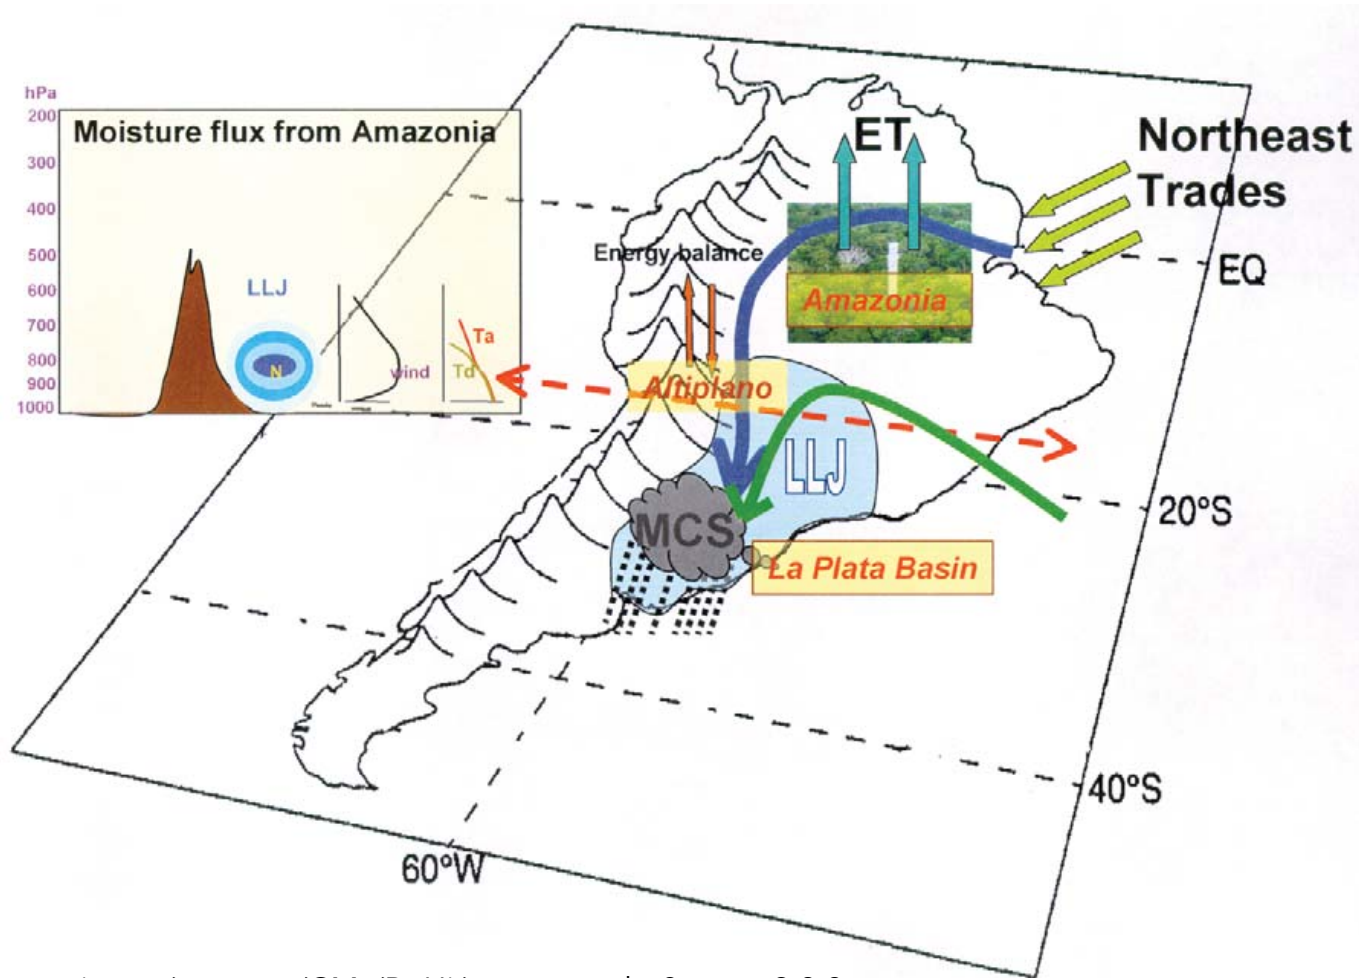 hPa
200
300
400
500
600
700
800
900
1000
Moisture flux from Amazonia
LLJ
N
wind
Ta
Td
ET
Northeast
Trades
Energy balance
Amazonia
EQ
Altiplano
LLJ
MCS
La Plata Basin
20°S
40°S
60°W